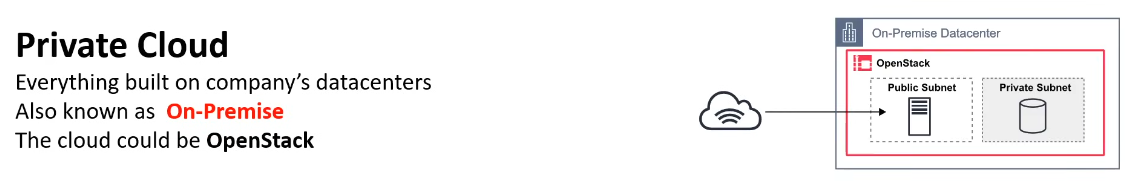 Private Cloud
Everything built on company's datacenters
Also known as On-Premise
The cloud could be OpenStack
On-Premise Datacenter
OpenStack
Public Subnet
Private Subnet